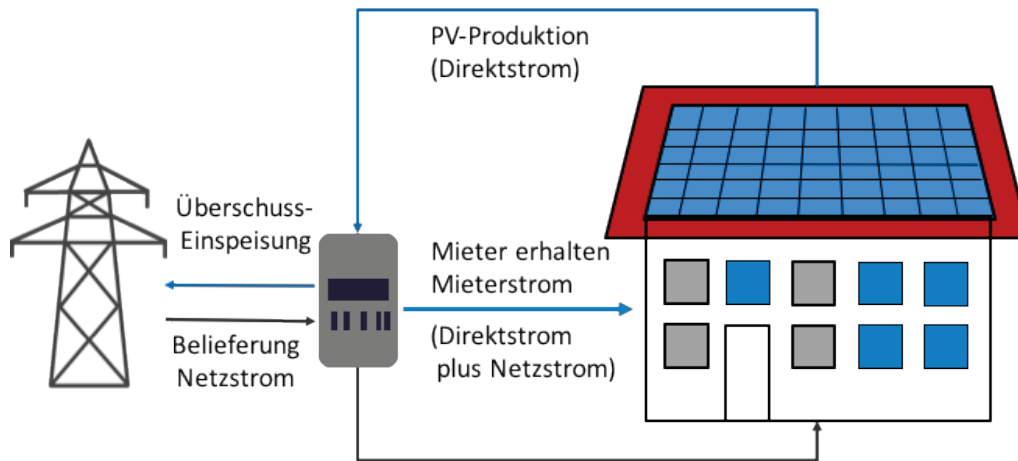 PV-Produktion
(Direktstrom)
Überschuss-
Einspeisung
Mieter erhalten
Mieterstrom
(Direktstrom
plus Netzstrom)
Belieferung
Netzstrom